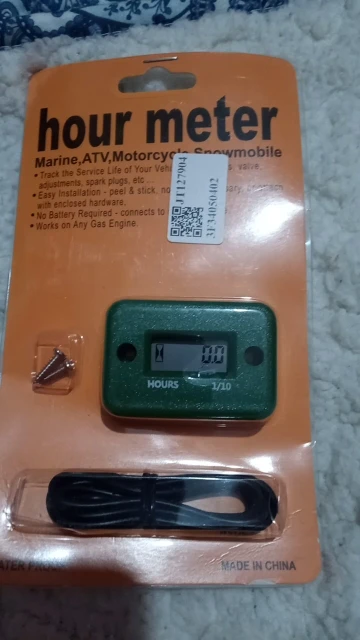 hour meter
Marine,ATV,Motorcycle Snowmobile
• Track the Service Life of Your valve
adjustments, spark plugs, etc
• Easy Installation - peel & stick, no
with enclosed hardware.
• No Battery Required - connects to
• Works on Any Gas Engine.
JT127904
3F34050402
0.0
HOURS 1/10
MADE IN CHINA